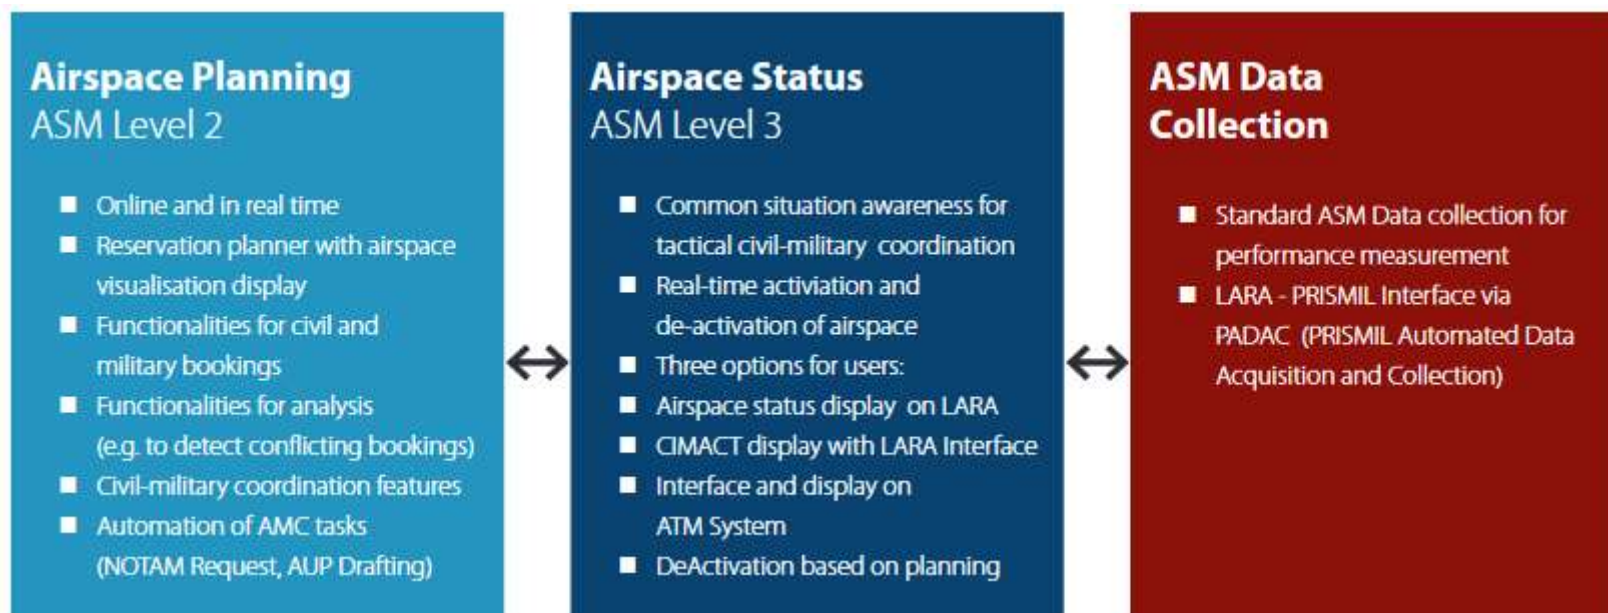 Airspace Planning
ASM Level 2
Online and in real time
Reservation planner with airspace
visualisation display
Functionalities for civil and
military bookings
Functionalities for analysis
(e.g. to detect conflicting bookings)
Civil-military coordination features
Automation of AMC tasks
(NOTAM Request, AUP Drafting)
Airspace Status
ASM Level 3
Common situation awareness for
tactical civil-military coordination
Real-time activiation and
de-activation of airspace
Three options for users:
Airspace status display on LARA
CIMACT display with LARA Interface
Interface and display on
ATM System
DeActivation based on planning
ASM Data
Collection
Standard ASM Data collection for
performance measurement
LARA - PRISMIL Interface via
PADAC (PRISMIL Automated Data
Acquisition and Collection)